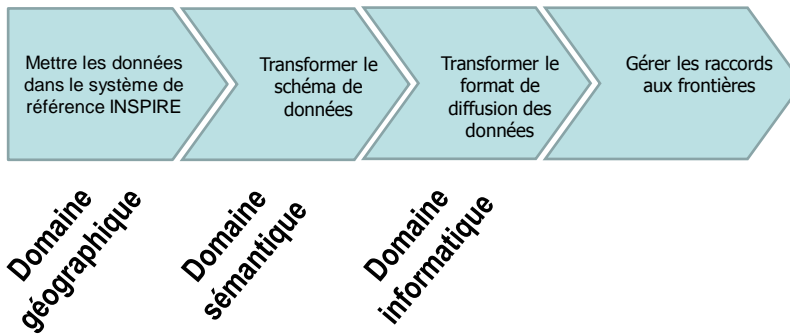 Mettre les données
dans le système de
référence INSPIRE
Transformer le
schéma de
données
Transformer le
format de
diffusion des
données
Gérer les raccords
aux frontières
Domaine
géographique
Domaine
sémantique
Domaine
informatique